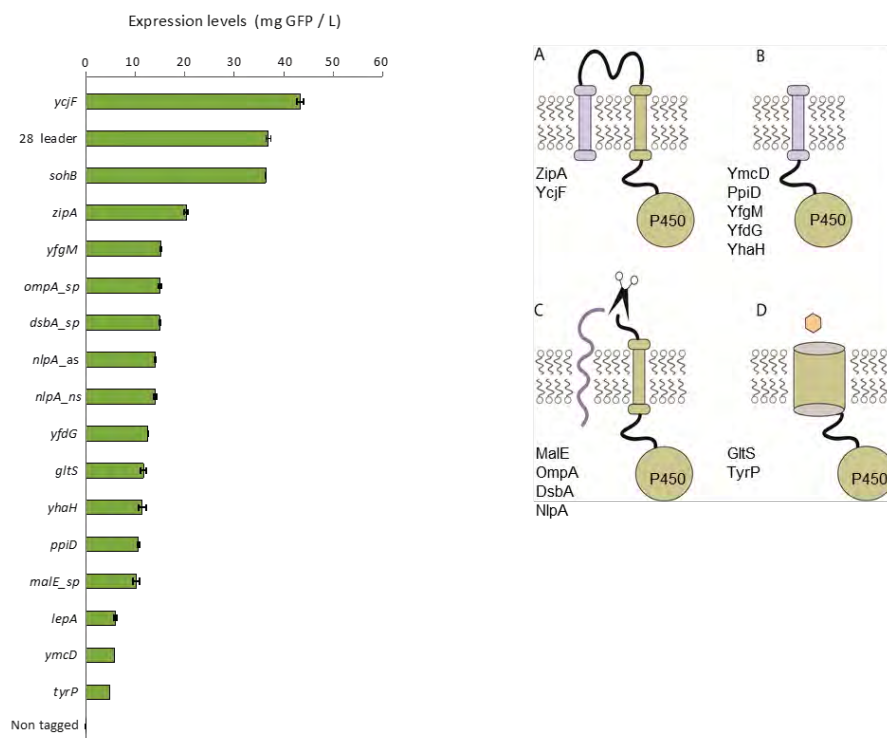 Expression levels (mg GFP / L)
0 10 20 30 40 50 60
ycjF
28 leader
sohB
zipA
yfgM
ompA_sp
dsbA_sp
nlpA_as
nlpA_ns
yfdG
gltS
yhaH
ppiD
malE_sp
lepA
ymcD
tyrP
Non tagged
A
ZipA
YcjF
P450
B
YmcD
PpiD
YfgM
YfdG
YhaH
P450
C
MalE
OmpA
DsbA
NlpA
P450
D
GltS
TyrP
P450